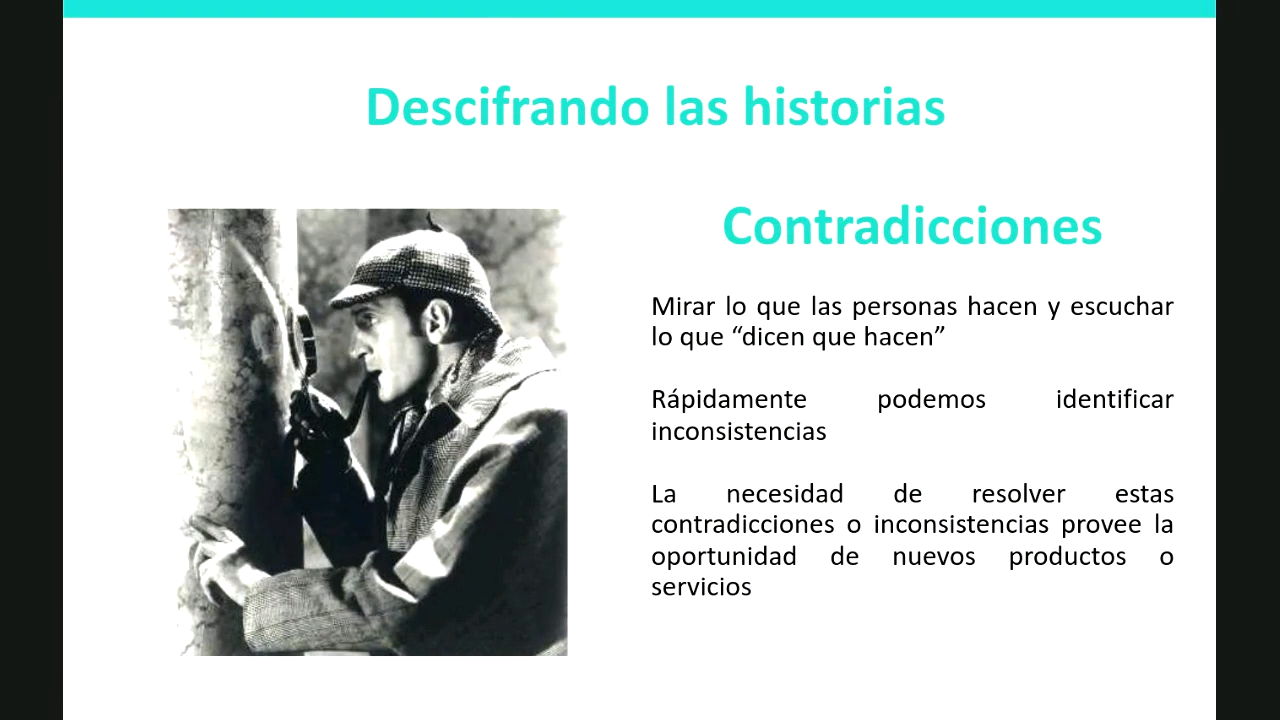 Descifrando las historias
Contradicciones
Mirar lo que las personas hacen y escuchar
lo que “dicen que hacen”
Rápidamente podemos identificar
inconsistencias
La necesidad de resolver estas
contradicciones o inconsistencias provee la
oportunidad de nuevos productos o
servicios